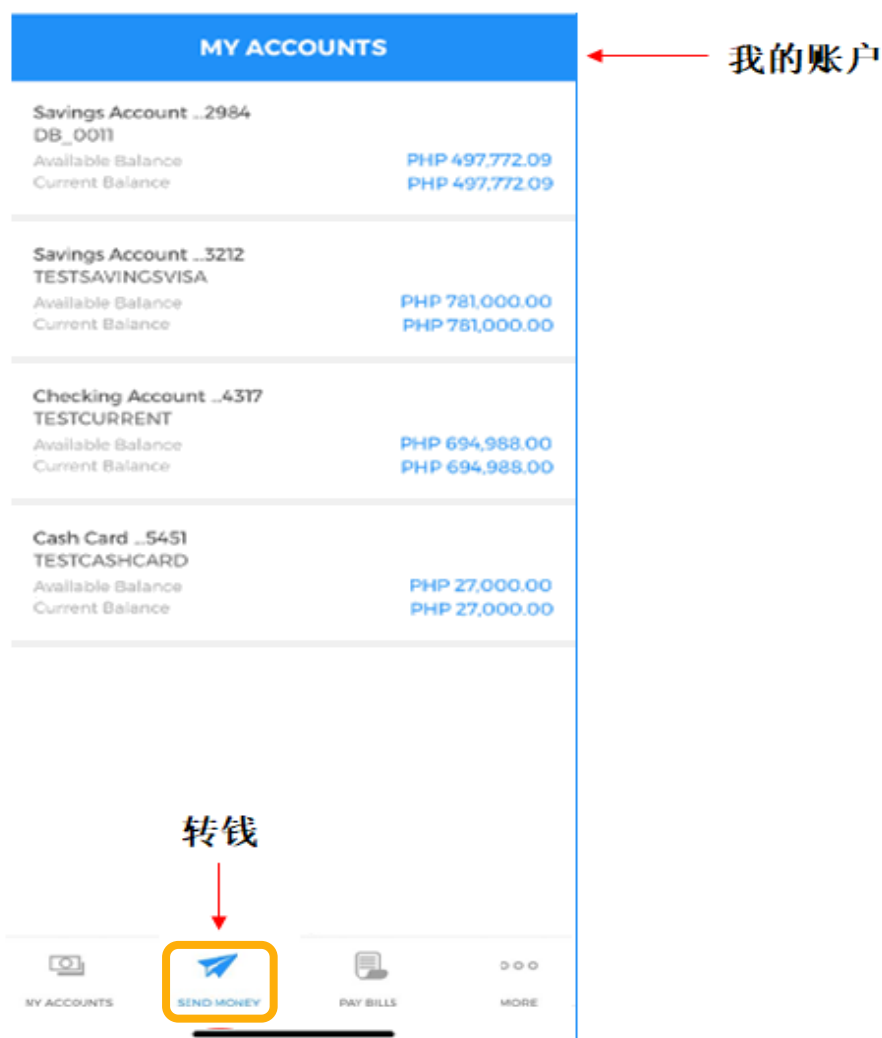 MY ACCOUNTS
我的账户
Savings Account ...2984
DB_0011
Available Balance PHP 497,772.09
Current Balance PHP 497,772.09
Savings Account ...3212
TESTSAVINGSVISA
Available Balance PHP 781,000.00
Current Balance PHP 781,000.00
Checking Account ...4317
TESTCURRENT
Available Balance PHP 694,988.00
Current Balance PHP 694,988.00
Cash Card ...5451
TESTCASHCARD
Available Balance PHP 27,000.00
Current Balance PHP 27,000.00
转钱
MY ACCOUNTS SEND MONEY PAY BILLS MORE